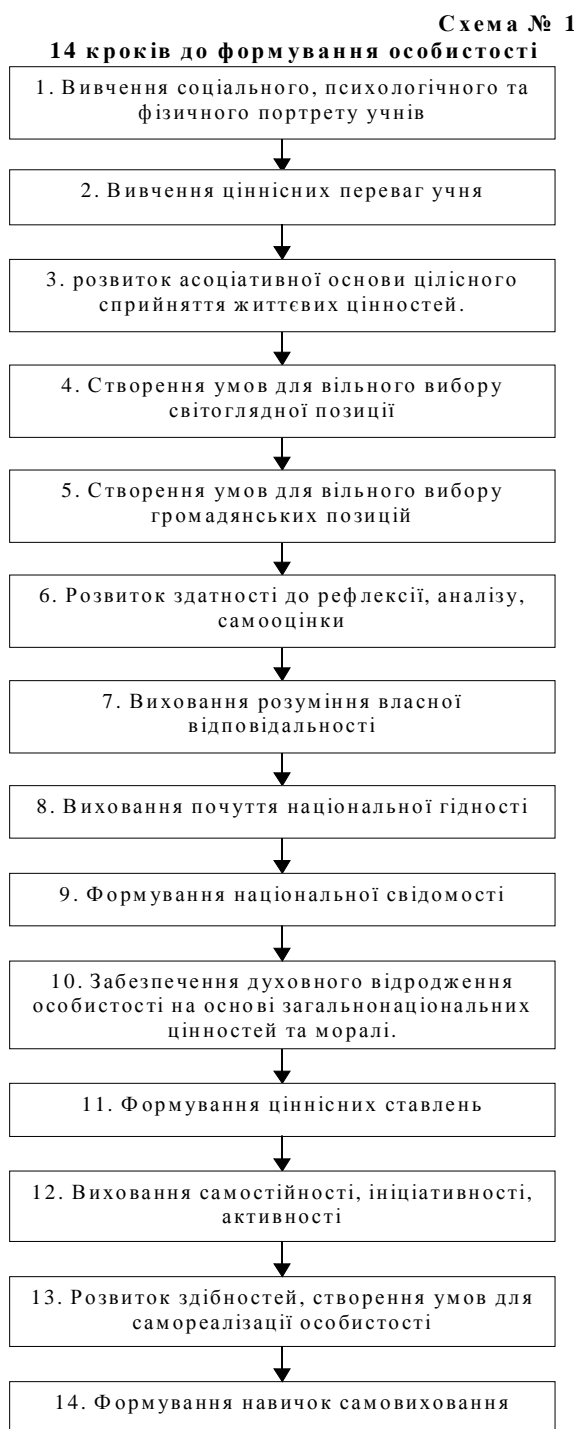 Схема № 1
14 кроків до формування особистості
1. Вивчення соціального, психологічного та
фізичного портрету учнів
2. Вивчення ціннісних переваг учня
3. розвиток асоціативної основи цілісного
сприйняття життєвих цінностей.
4. Створення умов для вільного вибору
світоглядної позиції
5. Створення умов для вільного вибору
громадянських позицій
6. Розвиток здатності до рефлексії, аналізу,
самооцінки
7. Виховання розуміння власної
відповідальності
8. Виховання почуття національної гідності
9. Формування національної свідомості
10. Забезпечення духовного відродження
особистості на основі загальнонаціональних
цінностей та моралі.
11. Формування ціннісних ставлень
12. Виховання самостійності, ініціативності,
активності
13. Розвиток здібностей, створення умов для
самореалізації особистості
14. Формування навичок самовиховання